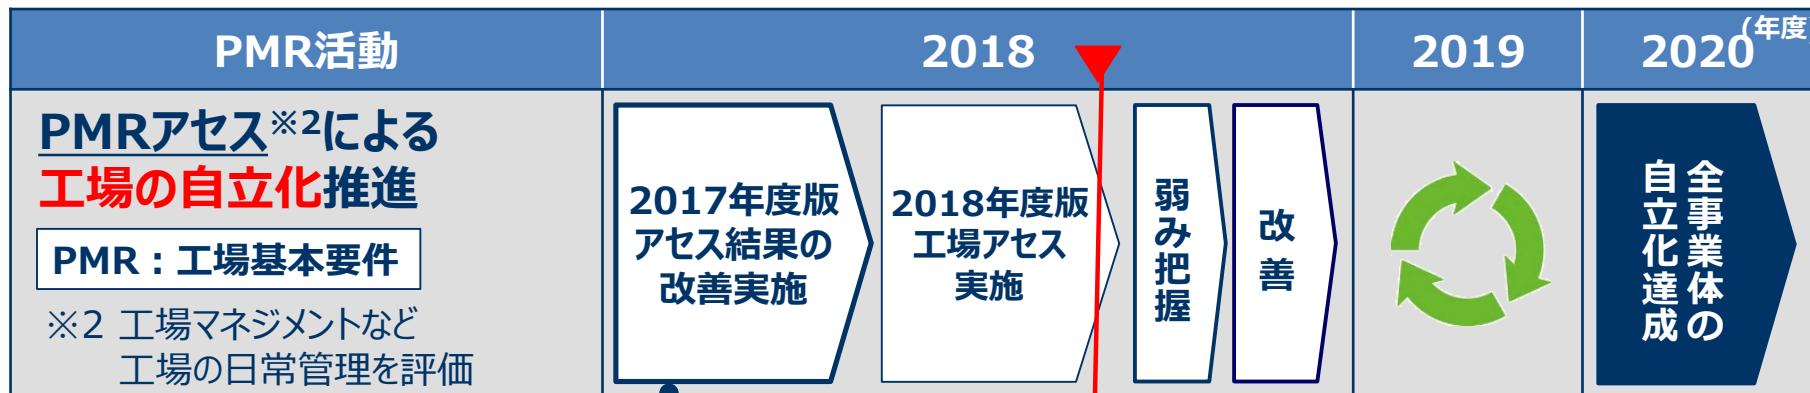 PMR活動
2018
2019
2020
(年度
PMRアセス※2による
工場の自立化推進
PMR：工場基本要件
※2 工場マネジメントなど
工場の日常管理を評価
2017年度版
アセス結果の
改善実施
2018年度版
工場アセス
実施
弱み把握
改善
全事業体の
自立化達成